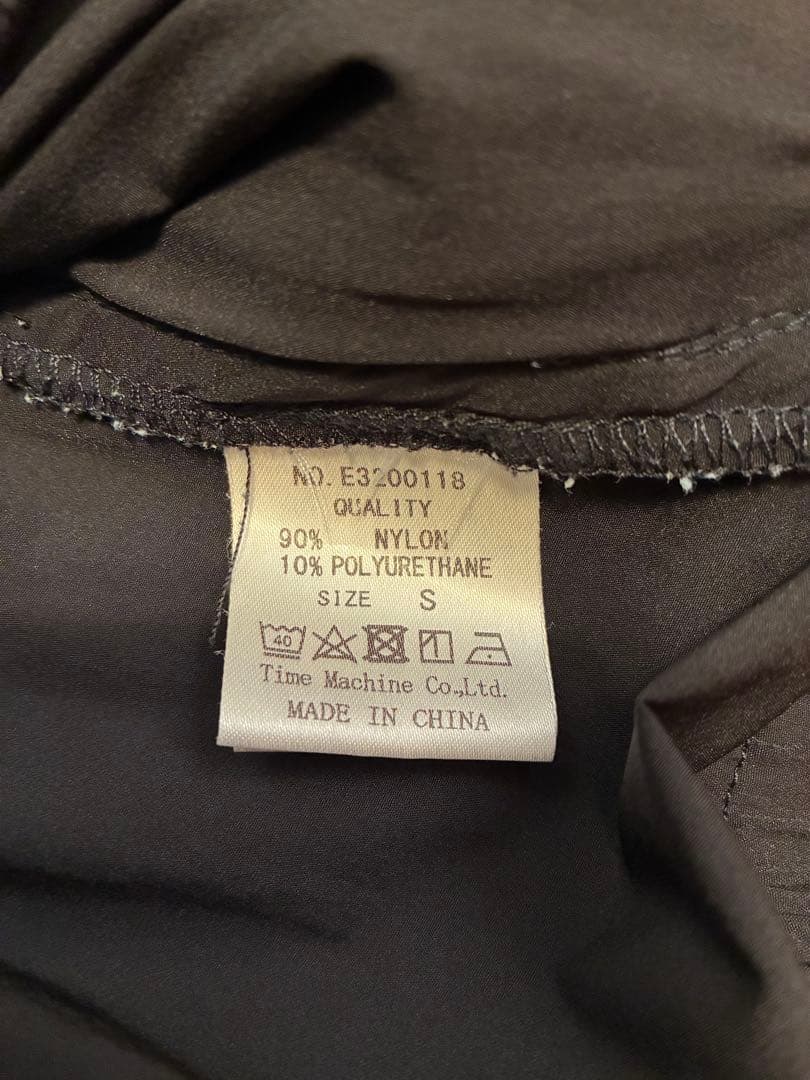 NO. E3200118
QUALITY
90% NYLON
10% POLYURETHANE
SIZE S
40
Time Machine Co.,Ltd.
MADE IN CHINA